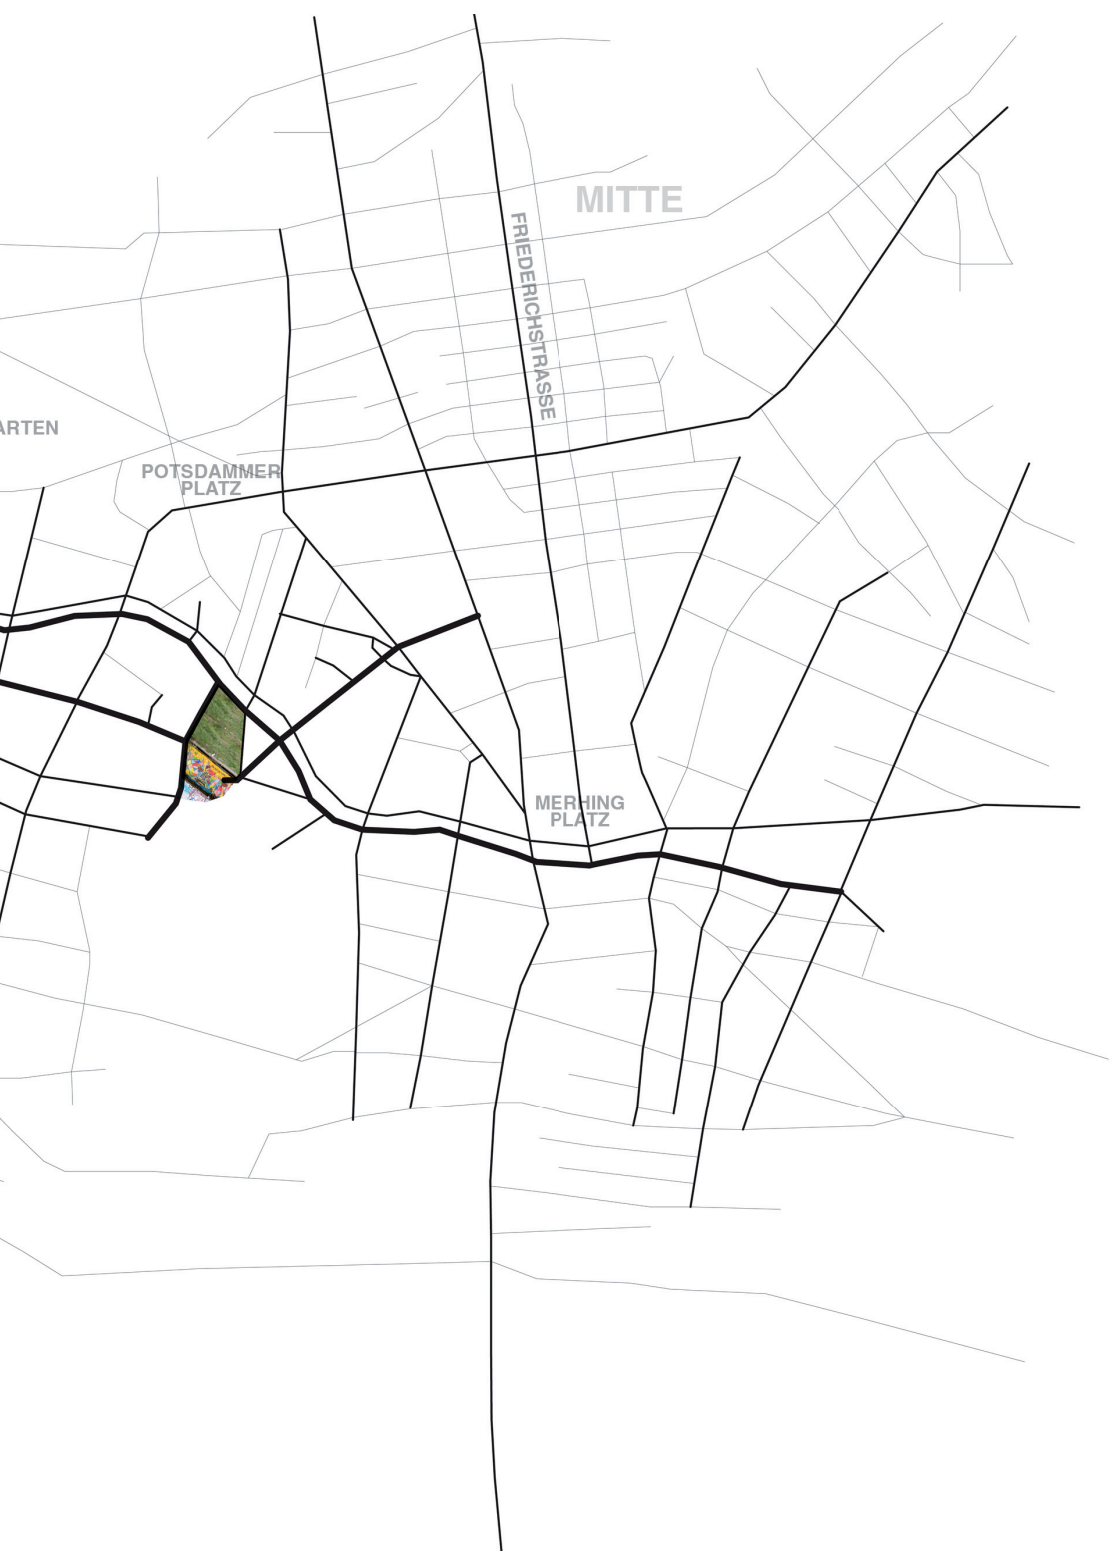 MITTE
FRIEDERICHSTRASSE
ARTEN
POTSDAMMER
PLATZ
MERHING
PLATZ